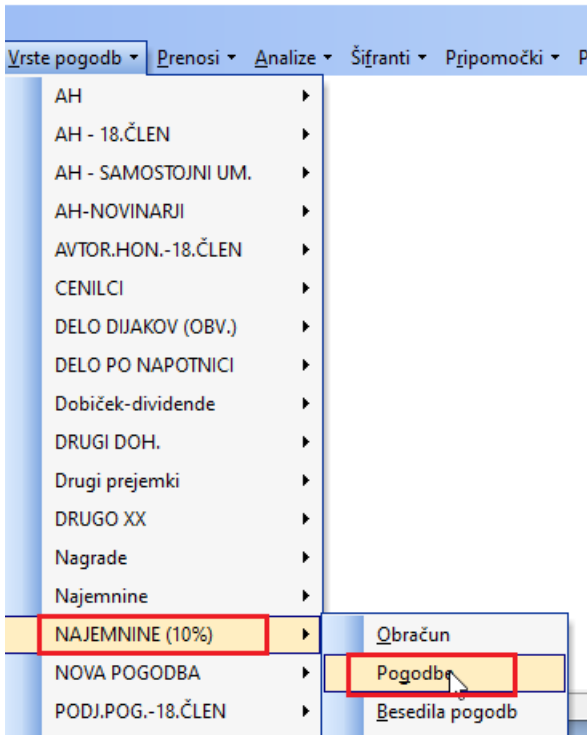 Vrste pogodb Prenosi Analize Šifranti Pripomočki P
AH
AH - 18.ČLEN
AH - SAMOSTOJNI UM.
AH-NOVINARJI
AVTOR.HON.-18.ČLEN
CENILCI
DELO DIJAKOV (OBV.)
DELO PO NAPOTNICI
Dobiček-dividende
DRUGI DOH.
Drugi prejemki
DRUGO XX
Nagrade
Najemnine
NAJEMNINE (10%) Obračun
NOVA POGODBA Pogodbe
PODJ.POG.-18.ČLEN Besedila pogodb